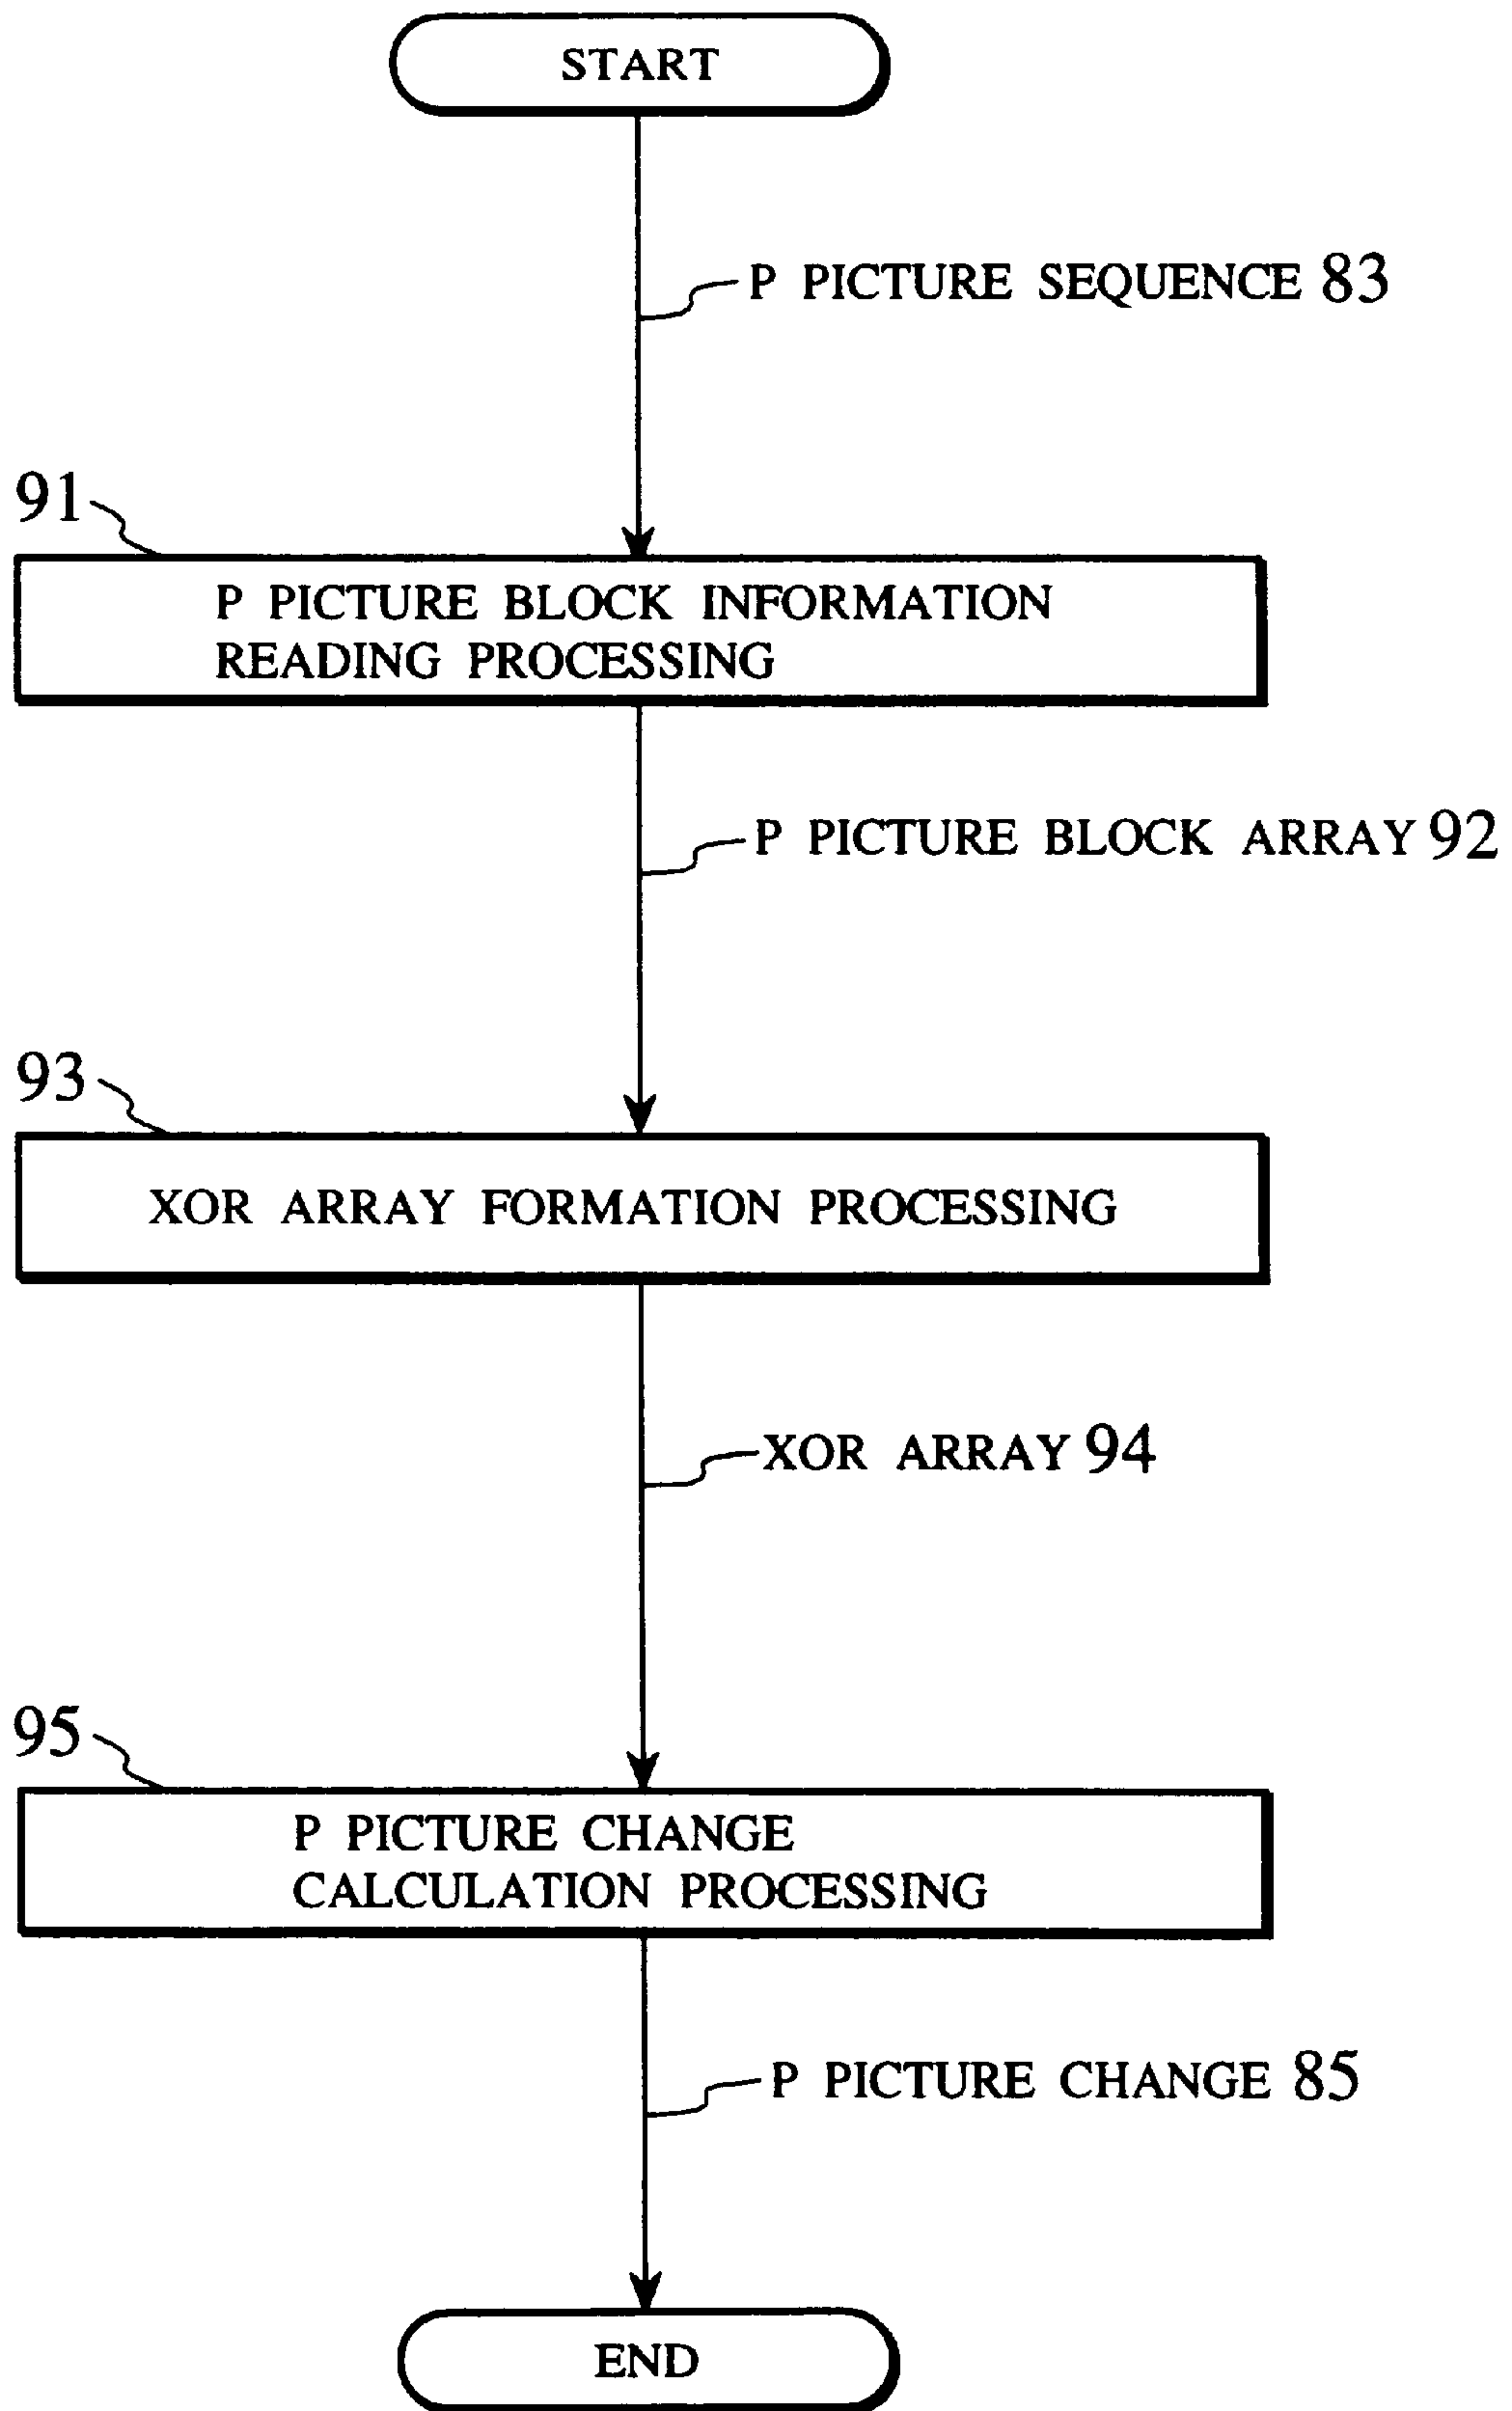 START
P PICTURE SEQUENCE 83
91
P PICTURE BLOCK INFORMATION
READING PROCESSING
P PICTURE BLOCK ARRAY 92
93
XOR ARRAY FORMATION PROCESSING
XOR ARRAY 94
95
P PICTURE CHANGE
CALCULATION PROCESSING
P PICTURE CHANGE 85
END